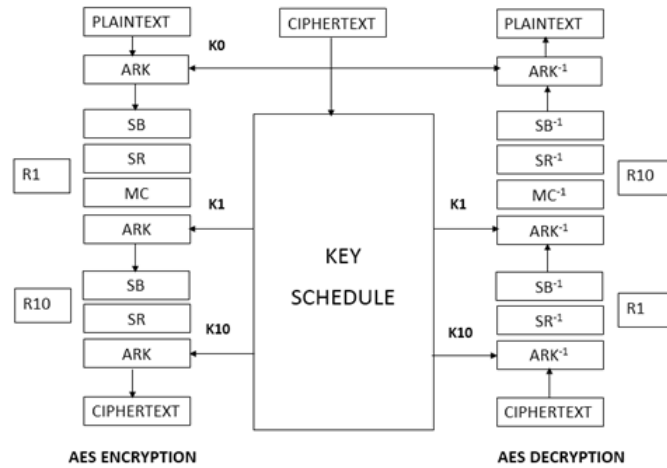 PLAINTEXT
CIPHERTEXT
PLAINTEXT
K0
ARK
ARK⁻¹
SB
SB⁻¹
SR
SR⁻¹
R1
R10
MC
MC⁻¹
K1
K1
ARK
ARK⁻¹
KEY
SCHEDULE
SB
SB⁻¹
R10
R1
SR
SR⁻¹
K10
K10
ARK
ARK⁻¹
CIPHERTEXT
CIPHERTEXT
AES ENCRYPTION
AES DECRYPTION